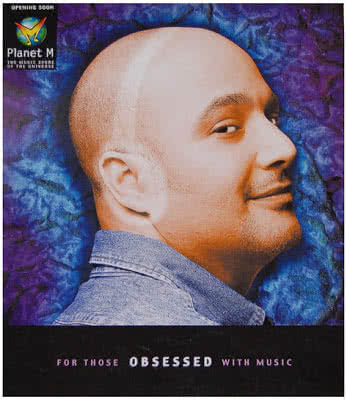 OPENING SOON
Planet M
THE MUSIC STORE
OF THE UNIVERSE
FOR THOSE OBSESSED WITH MUSIC